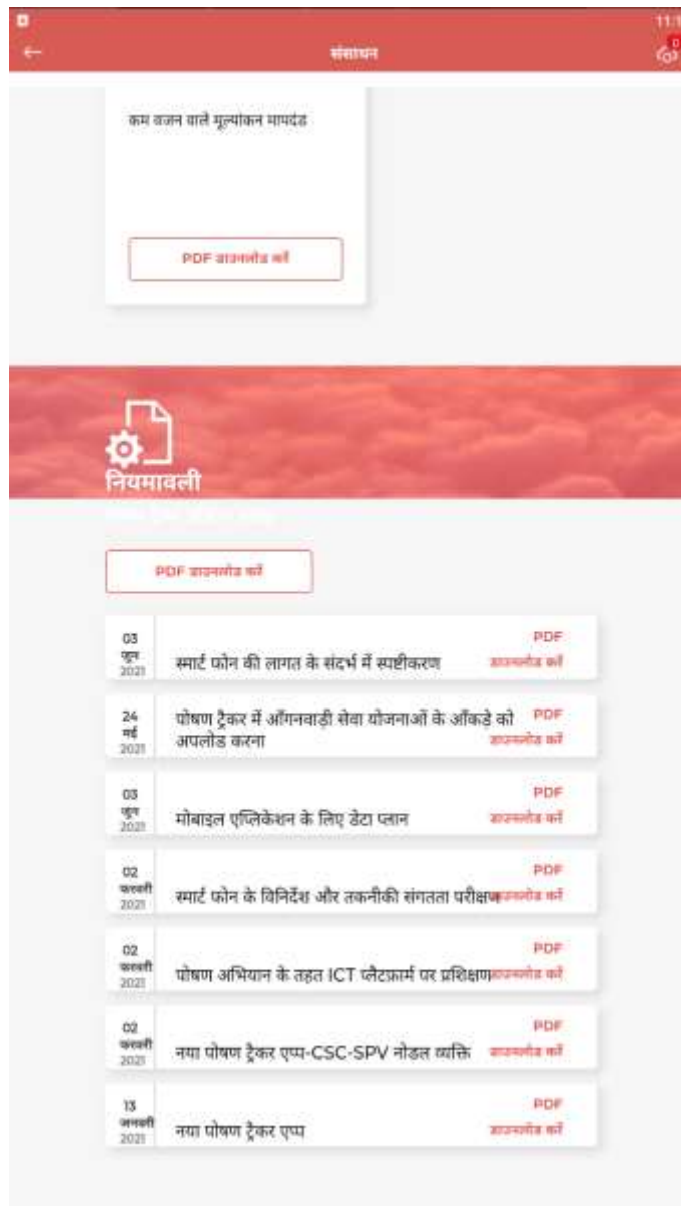 11:1
संसाधन
0
कम वजन वाले मूल्यांकन मापदंड
PDF डाउनलोड करें
नियमावली
PDF डाउनलोड करें
03
जून
2021
स्मार्ट फोन की लागत के संदर्भ में स्पष्टीकरण
PDF
डाउनलोड करें
24
मई
2021
पोषण ट्रैकर में आँगनवाड़ी सेवा योजनाओं के आँकड़े को
अपलोड करना
PDF
डाउनलोड करें
03
जून
2021
मोबाइल एप्लिकेशन के लिए डेटा प्लान
PDF
डाउनलोड करें
02
फरवरी
2021
स्मार्ट फोन के विनिर्देश और तकनीकी संगतता परीक्षण
PDF
डाउनलोड करें
02
फरवरी
2021
पोषण अभियान के तहत ICT प्लैटफ़ार्म पर प्रशिक्षण
PDF
डाउनलोड करें
02
फरवरी
2021
नया पोषण ट्रैकर एप्प-CSC-SPV नोडल व्यक्ति
PDF
डाउनलोड करें
13
जनवरी
2021
नया पोषण ट्रैकर एप्प
PDF
डाउनलोड करें